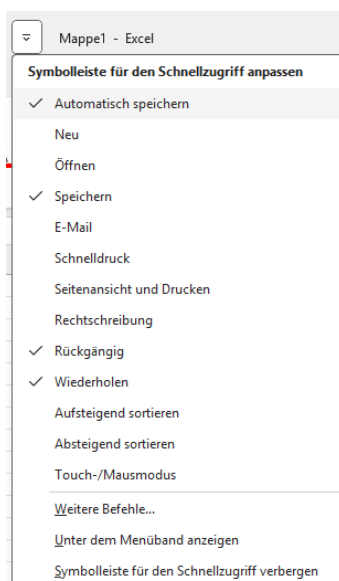 Mappe1 - Excel
Symbolleiste für den Schnellzugriff anpassen
Automatisch speichern
Neu
Öffnen
Speichern
E-Mail
Schnelldruck
Seitenansicht und Drucken
Rechtschreibung
Rückgängig
Wiederholen
Aufsteigend sortieren
Absteigend sortieren
Touch-/Mausmodus
Weitere Befehle...
Unter dem Menüband anzeigen
Symbolleiste für den Schnellzugriff verbergen